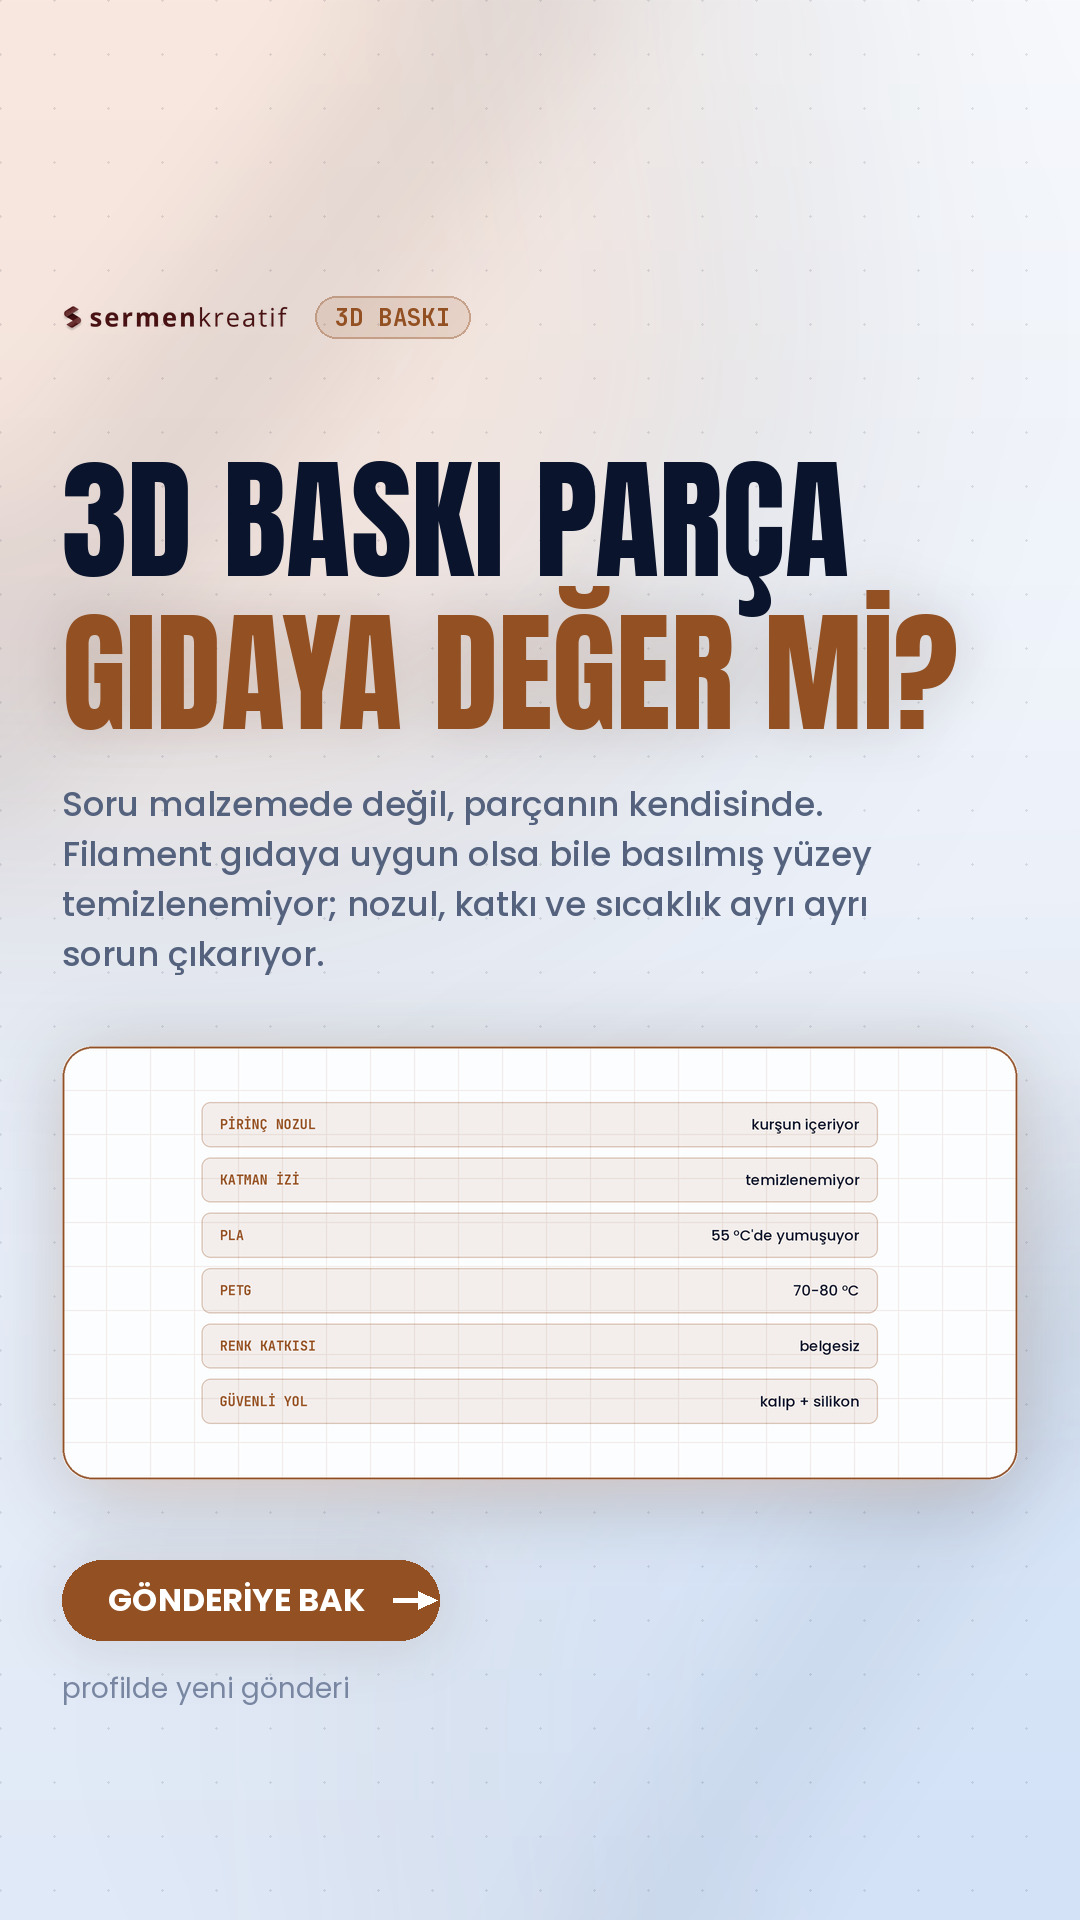 sermenkreatif
3D BASKI
3D BASKI PARÇA
GIDAYA DEĞER Mİ?
Soru malzemede değil, parçanın kendisinde.
Filament gıdaya uygun olsa bile basılmış yüzey
temizlenemiyor; nozul, katkı ve sıcaklık ayrı ayrı
sorun çıkarıyor.
PİRİNÇ NOZUL kurşun içeriyor
KATMAN İZİ temizlenemiyor
PLA 55 °C'de yumuşuyor
PETG 70-80 °C
RENK KATKISI belgesiz
GÜVENLİ YOL kalıp + silikon
GÖNDERİYE BAK
profilde yeni gönderi